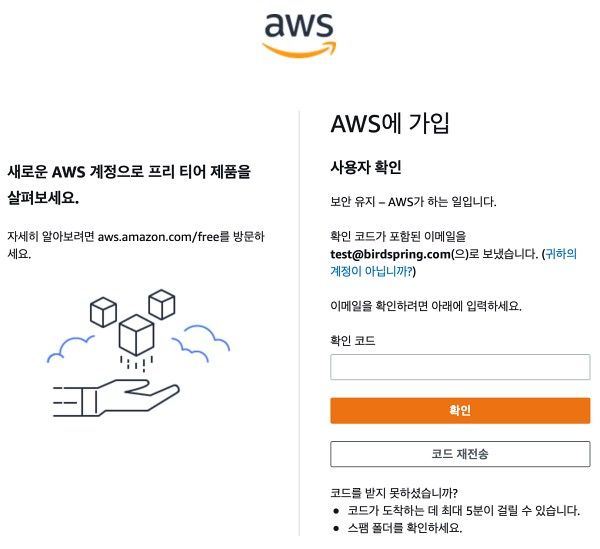 aws
새로운 AWS 계정으로 프리 티어 제품을
살펴보세요.
자세히 알아보려면 aws.amazon.com/free를 방문하
세요.
AWS에 가입
사용자 확인
보안 유지 – AWS가 하는 일입니다.
확인 코드가 포함된 이메일을
test@birdspring.com(으)로 보냈습니다. (귀하의
계정이 아닙니까?)
이메일을 확인하려면 아래에 입력하세요.
확인 코드
확인
코드 재전송
코드를 받지 못하셨습니까?
• 코드가 도착하는 데 최대 5분이 걸릴 수 있습니다.
• 스팸 폴더를 확인하세요.